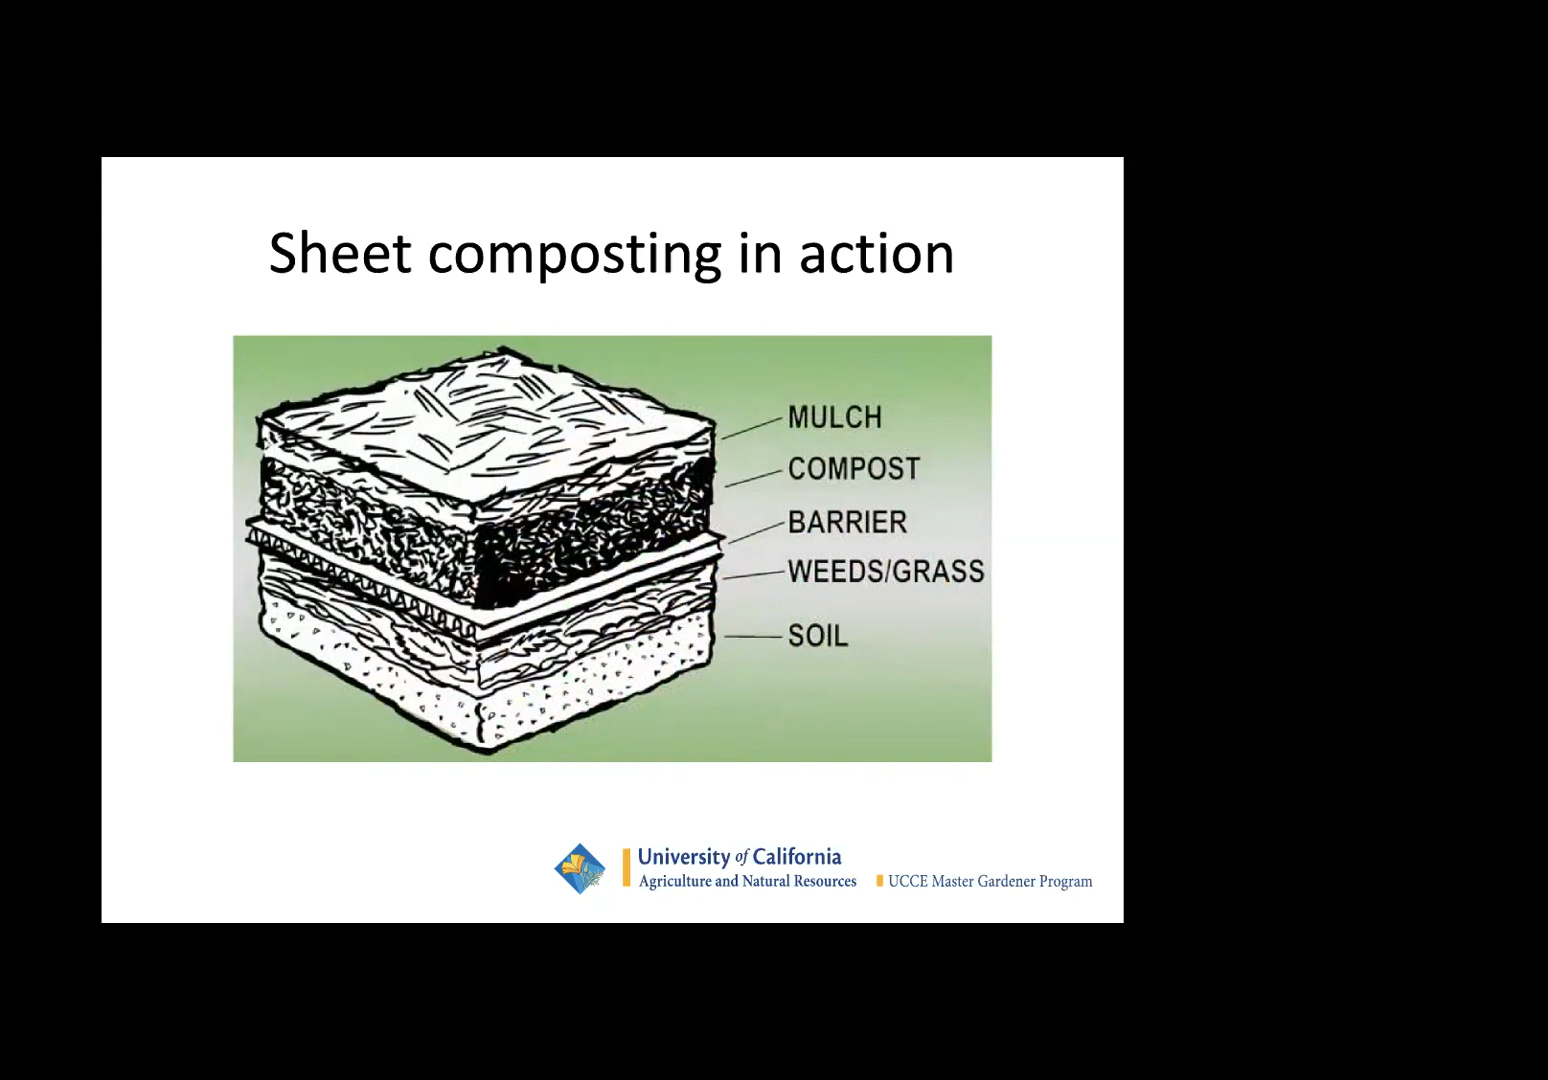 Sheet composting in action
MULCH
COMPOST
BARRIER
WEEDS/GRASS
SOIL
University of California
Agriculture and Natural Resources
UCCE Master Gardener Program